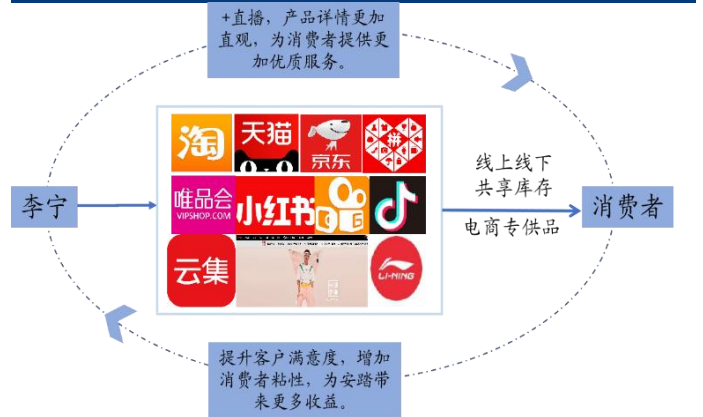 +直播，产品详情更加
直观，为消费者提供更
加优质服务。
淘
天猫
京东
拼
唯品会
VIPSHOP.COM
小红书
云集
LI-NING
李宁
线上线下
共享库存
电商专供品
消费者
提升客户满意度，增加
消费者粘性，为安踏带
来更多收益。